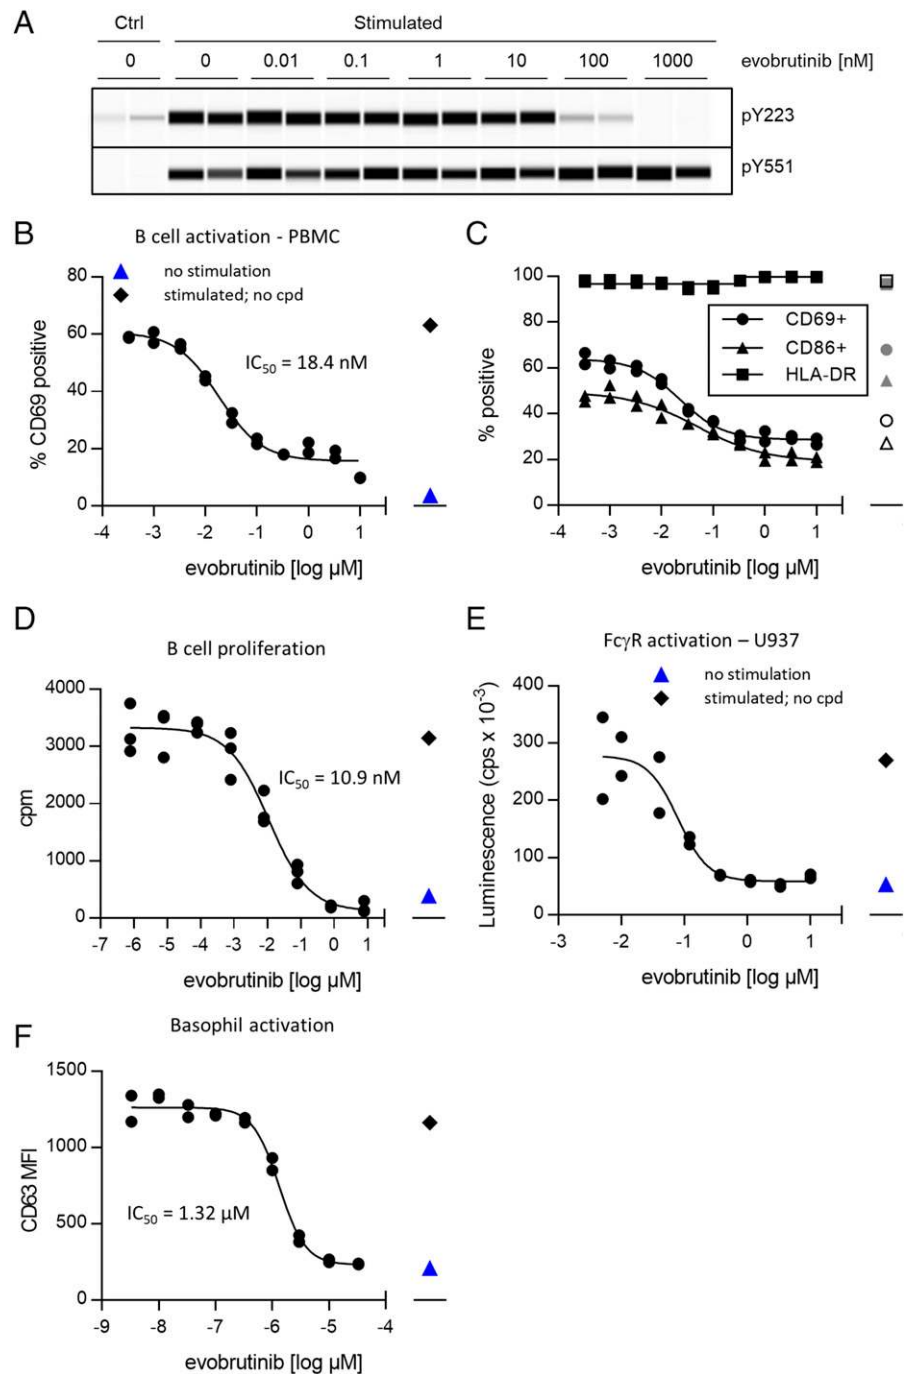 A
Ctrl Stimulated
0 0 0.01 0.1 1 10 100 1000 evobrutinib [nM]
pY223
pY551
B
B cell activation - PBMC
no stimulation
stimulated; no cpd
IC50 = 18.4 nM
% CD69 positive
80
60
40
20
0
-4 -3 -2 -1 0 1
evobrutinib [log µM]
C
% positive
100
80
60
40
20
0
CD69+
CD86+
HLA-DR
-4 -3 -2 -1 0 1
evobrutinib [log µM]
D
B cell proliferation
cpm
4000
3000
2000
1000
0
IC50 = 10.9 nM
-7 -6 -5 -4 -3 -2 -1 0 1
evobrutinib [log µM]
E
FcγR activation – U937
no stimulation
stimulated; no cpd
Luminescence (cps x 10-3)
400
300
200
100
0
-3 -2 -1 0 1
evobrutinib [log µM]
F
Basophil activation
CD63 MFI
1500
1000
500
0
IC50 = 1.32 µM
-9 -8 -7 -6 -5 -4
evobrutinib [log µM]